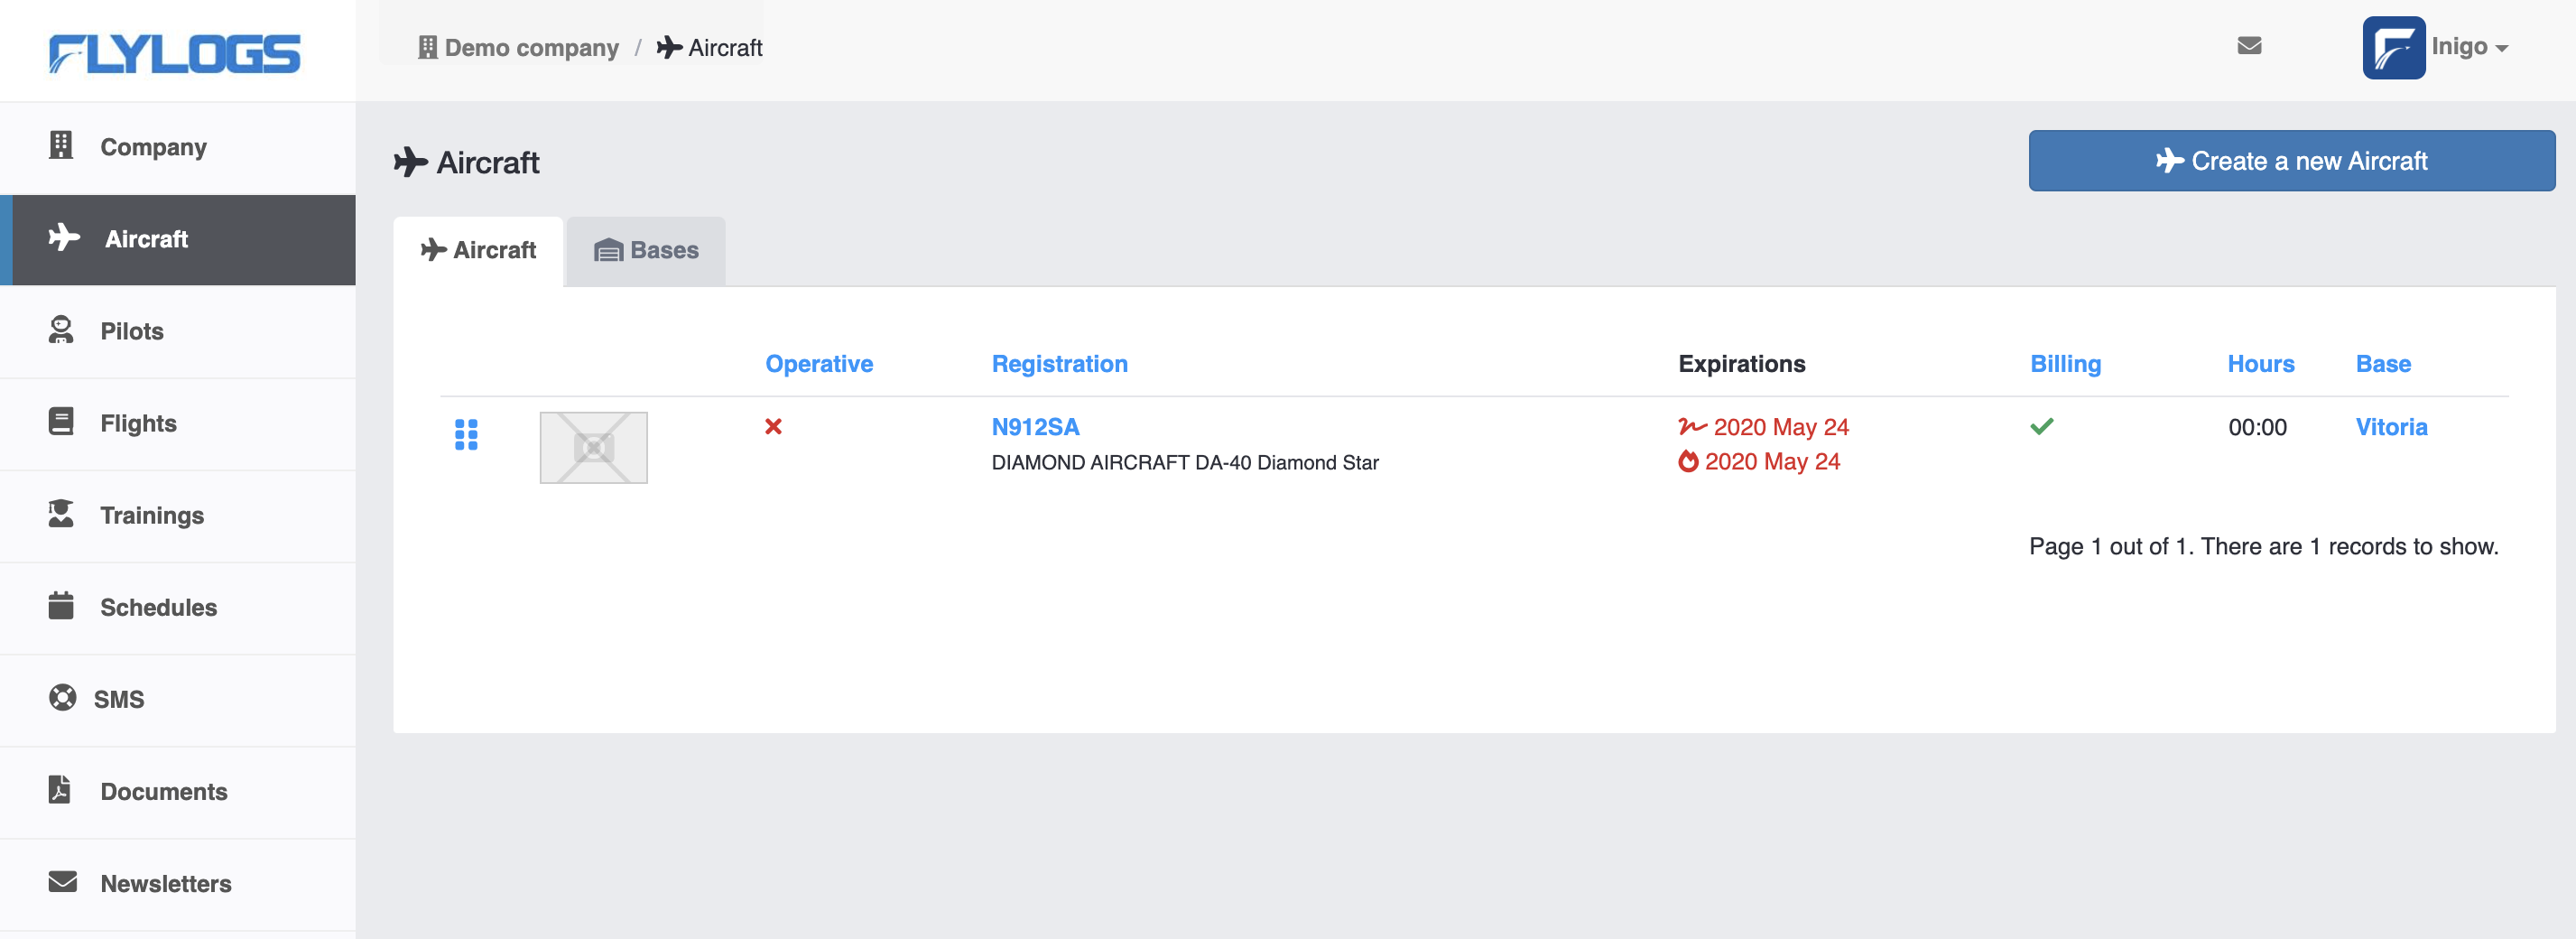 FLYLOGS
Demo company / Aircraft
Inigo
Company
Aircraft
Pilots
Flights
Trainings
Schedules
SMS
Documents
Newsletters
Aircraft
Create a new Aircraft
Aircraft
Bases
Operative Registration Expirations Billing Hours Base
N912SA 2020 May 24 00:00 Vitoria
DIAMOND AIRCRAFT DA-40 Diamond Star 2020 May 24
Page 1 out of 1. There are 1 records to show.